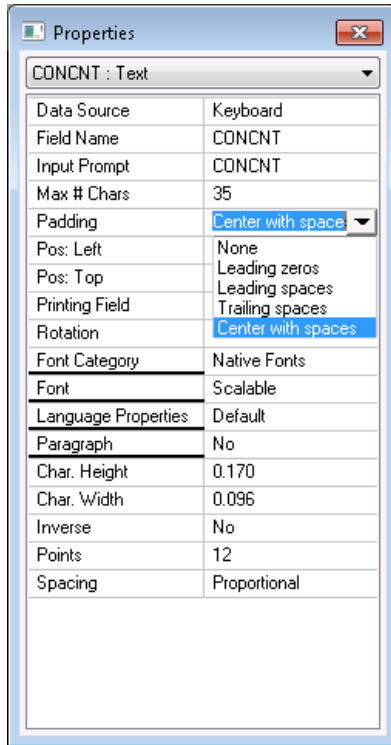 Properties
CONCNT : Text
Data Source Keyboard
Field Name CONCNT
Input Prompt CONCNT
Max # Chars 35
Padding Center with space
Pos: Left None
Leading zeros
Pos: Top Leading spaces
Printing Field Trailing spaces
Rotation Center with spaces
Font Category Native Fonts
Font Scalable
Language Properties Default
Paragraph No
Char. Height 0.170
Char. Width 0.096
Inverse No
Points 12
Spacing Proportional